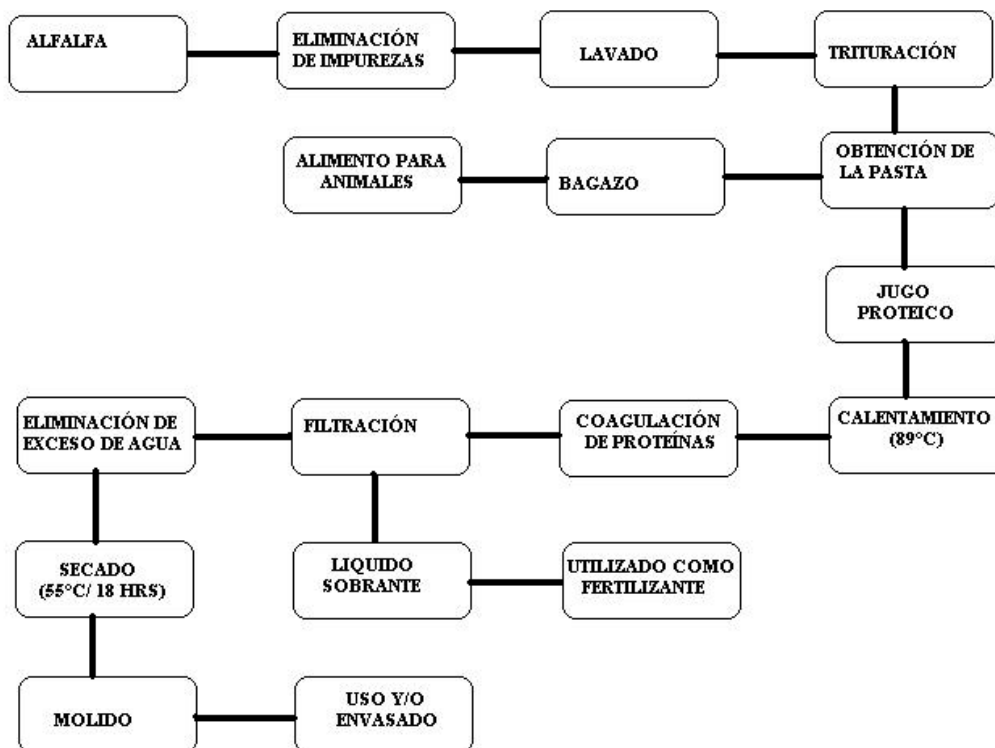 ALFALFA
ELIMINACIÓN
DE IMPUREZAS
LAVADO
TRITURACIÓN
OBTENCIÓN DE
LA PASTA
BAGAZO
ALIMENTO PARA
ANIMALES
JUGO
PROTEICO
CALENTAMIENTO
(89°C)
COAGULACIÓN
DE PROTEÍNAS
FILTRACIÓN
ELIMINACIÓN DE
EXCESO DE AGUA
SECADO
(55°C/ 18 HRS)
LIQUIDO
SOBRANTE
UTILIZADO COMO
FERTILIZANTE
MOLIDO
USO Y/O
ENVASADO